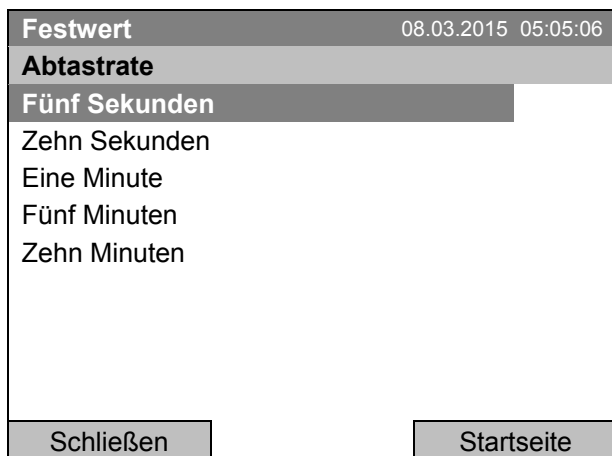 Festwert 08.03.2015 05:05:06
Abtastrate
Fünf Sekunden
Zehn Sekunden
Eine Minute
Fünf Minuten
Zehn Minuten
Schließen Startseite